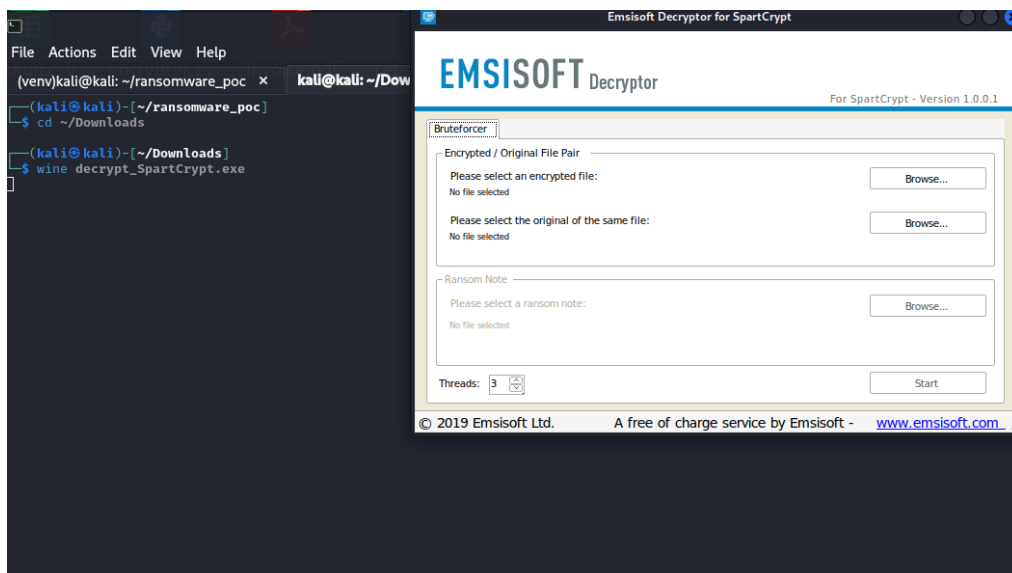 File Actions Edit View Help
(venv)kali@kali: ~/ransomware_poc × kali@kali: ~/Dow
┌──(kali㉿kali)-[~/ransomware_poc]
└─$ cd ~/Downloads
┌──(kali㉿kali)-[~/Downloads]
└─$ wine decrypt_SpartCrypt.exe
Emsisoft Decryptor for SpartCrypt
EMSISOFT Decryptor
For SpartCrypt - Version 1.0.0.1
Bruteforcer
Encrypted / Original File Pair
Please select an encrypted file:
Browse...
No file selected
Please select the original of the same file:
Browse...
No file selected
Ransom Note
Please select a ransom note:
Browse...
No file selected
Threads: 3
Start
© 2019 Emsisoft Ltd. A free of charge service by Emsisoft - www.emsisoft.com